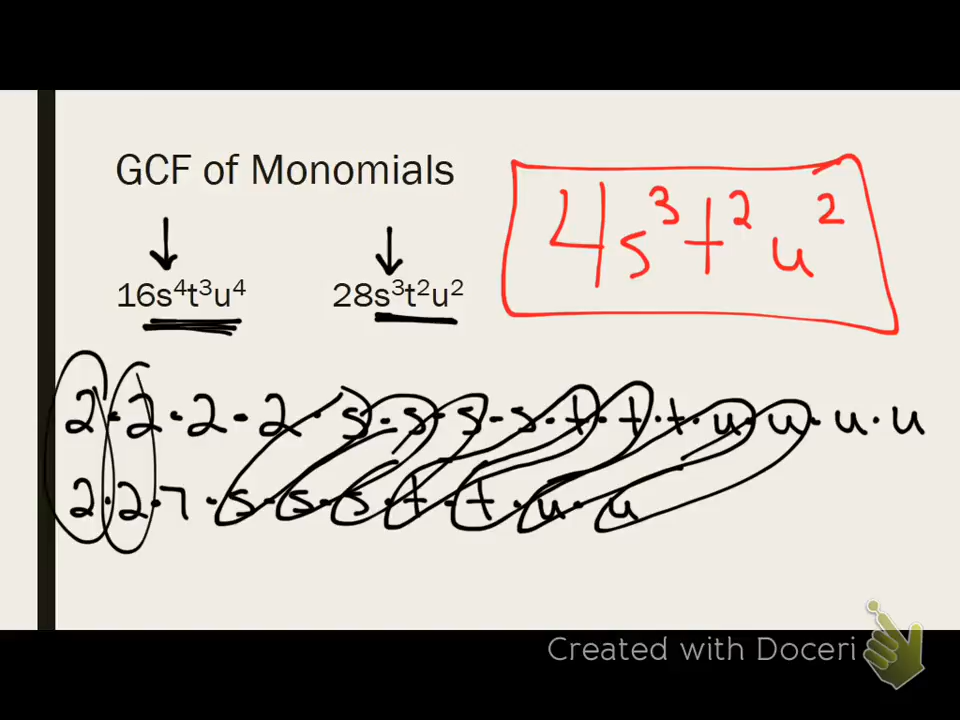 GCF of Monomials
4s³t²u²
16s⁴t³u⁴ 28s³t²u²
2·2·2·2·s·s·s·s·t·t·t·u·u·u·u
2·2·7·s·s·s·t·t·u·u
Created with Doceri